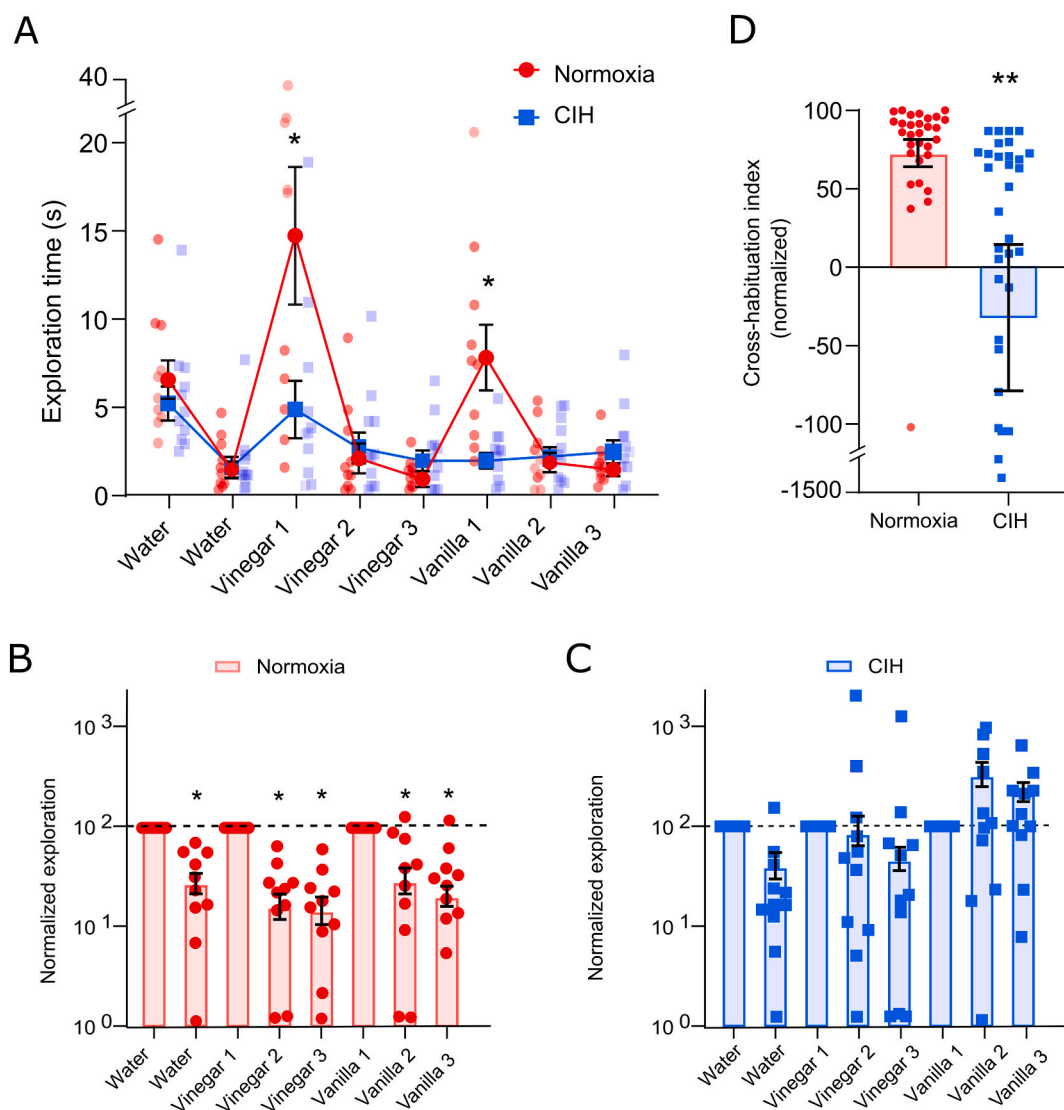 A
Normoxia
CIH
Exploration time (s)
40
20
15
10
5
0
*
*
Water
Water
Vinegar 1
Vinegar 2
Vinegar 3
Vanilla 1
Vanilla 2
Vanilla 3
D
**
Cross-habituation index
(normalized)
100
50
0
-50
-100
-1500
Normoxia
CIH
B
Normoxia
Normalized exploration
10 3
10 2
10 1
10 0
* * * * *
Water
Water
Vinegar 1
Vinegar 2
Vinegar 3
Vanilla 1
Vanilla 2
Vanilla 3
C
CIH
Normalized exploration
10 3
10 2
10 1
10 0
Water
Water
Vinegar 1
Vinegar 2
Vinegar 3
Vanilla 1
Vanilla 2
Vanilla 3